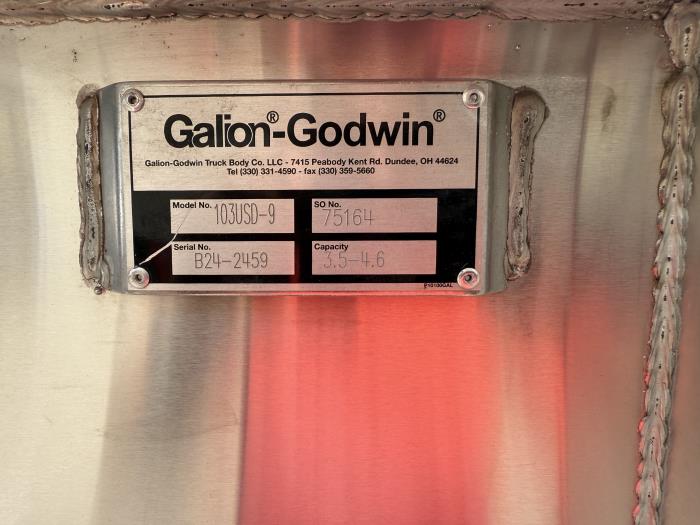 Galion®-Godwin®
Galion-Godwin Truck Body Co. LLC - 7415 Peabody Kent Rd. Dundee, OH 44624
Tel (330) 331-4590 - fax (330) 359-5660
Model No. 103USD-9
SO No. 75164
Serial No. B24-2459
Capacity 3.5-4.6
P10100GAL